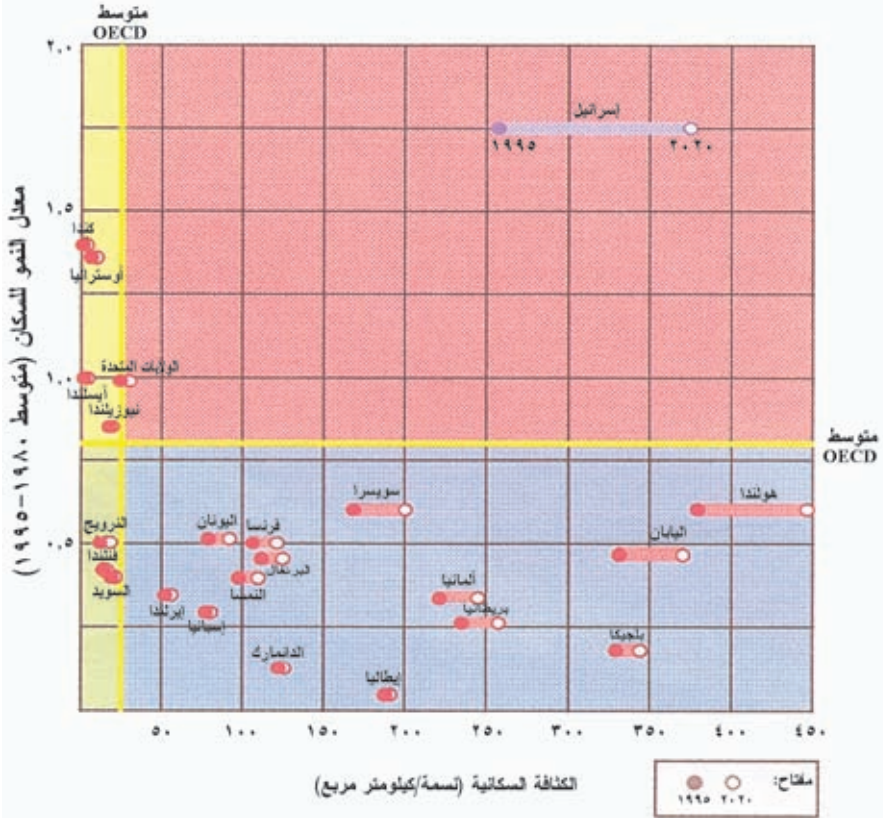 متوسط
OECD
٢.٠
١.٥
١.٠
٠.٥
معدل النمو للسكان (متوسط ١٩٨٠-١٩٩٥)
إسرائيل
١٩٩٥
٢٠٢٠
كندا
أوستراليا
الولايات المتحدة
أيسلندا
نيوزيلندا
متوسط
OECD
هولندا
سويسرا
اليابان
النرويج
اليونان
فرنسا
فنلندا
البرتغال
السويد
النمسا
ألمانيا
إيرلندا
إسبانيا
بريطانيا
بلجيكا
الدانمارك
إيطاليا
٥٠
١٠٠
١٥٠
٢٠٠
٢٥٠
٣٠٠
٣٥٠
٤٠٠
٤٥٠
الكثافة السكانية (نسمة/كيلومتر مربع)
مفتاح:
١٩٩٥ ٢٠٢٠